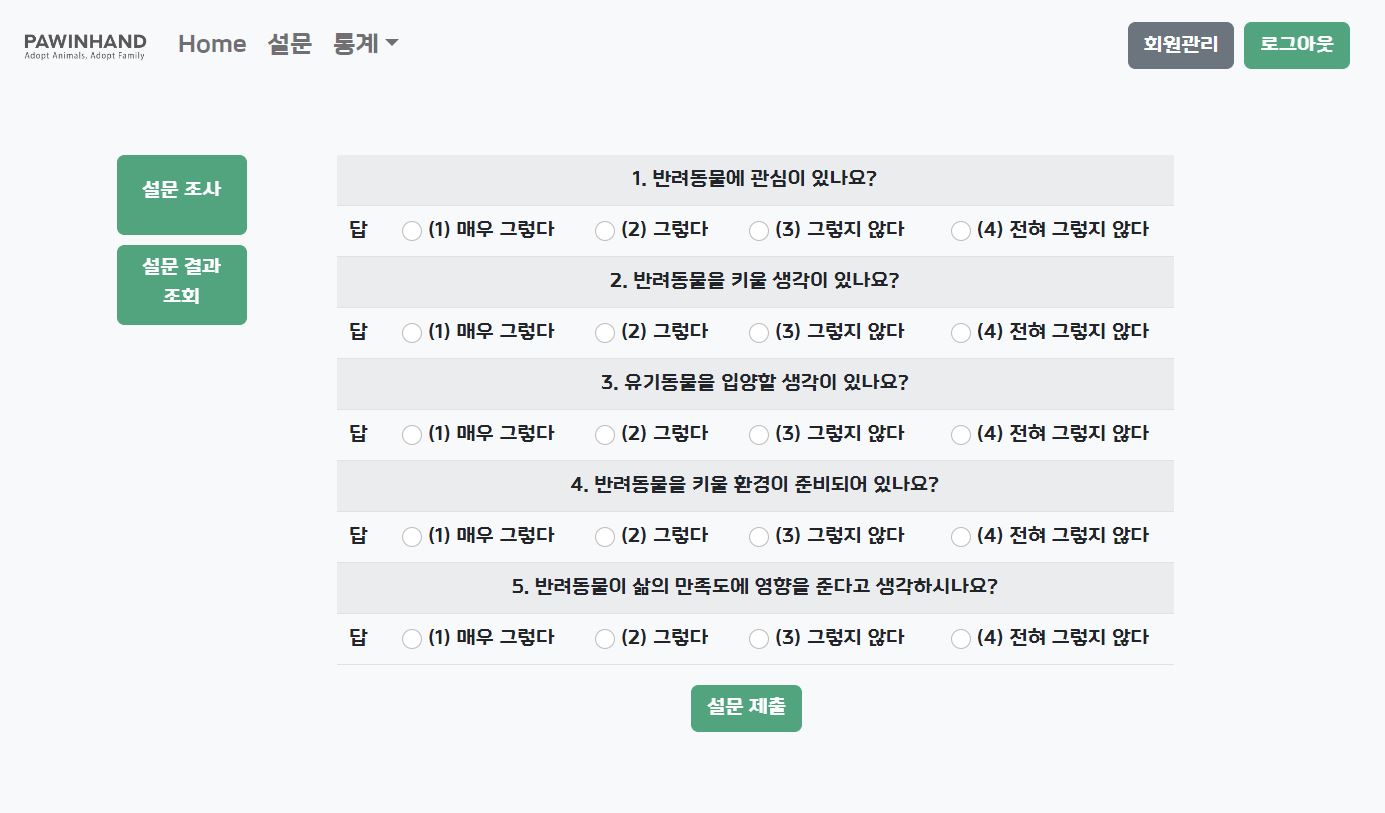 PAWINHAND
Adopt Animals, Adopt Family
Home 설문 통계
회원관리 로그아웃
설문 조사
설문 결과
조회
1. 반려동물에 관심이 있나요?
답 (1) 매우 그렇다 (2) 그렇다 (3) 그렇지 않다 (4) 전혀 그렇지 않다
2. 반려동물을 키울 생각이 있나요?
답 (1) 매우 그렇다 (2) 그렇다 (3) 그렇지 않다 (4) 전혀 그렇지 않다
3. 유기동물을 입양할 생각이 있나요?
답 (1) 매우 그렇다 (2) 그렇다 (3) 그렇지 않다 (4) 전혀 그렇지 않다
4. 반려동물을 키울 환경이 준비되어 있나요?
답 (1) 매우 그렇다 (2) 그렇다 (3) 그렇지 않다 (4) 전혀 그렇지 않다
5. 반려동물이 삶의 만족도에 영향을 준다고 생각하시나요?
답 (1) 매우 그렇다 (2) 그렇다 (3) 그렇지 않다 (4) 전혀 그렇지 않다
설문 제출